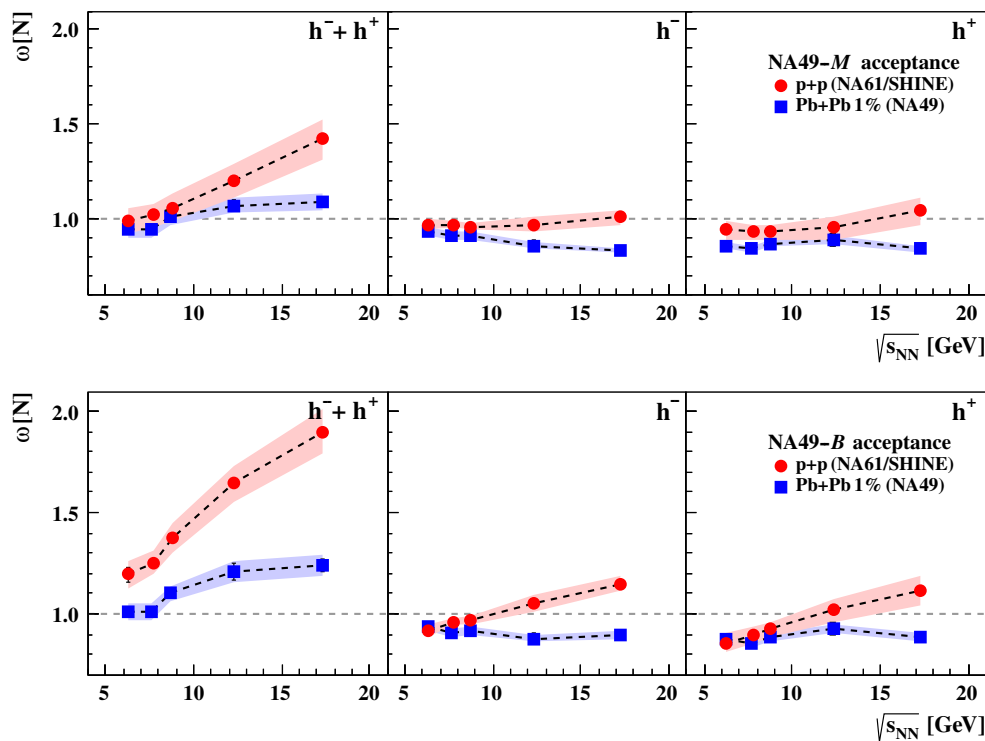 ω[N]
2.0
1.5
1.0
h⁻+ h⁺
h⁻
h⁺
NA49-M acceptance
p+p (NA61/SHINE)
Pb+Pb 1% (NA49)
5 10 15 20 5 10 15 20 5 10 15 20
√sNN [GeV]
ω[N]
2.0
1.5
1.0
h⁻+ h⁺
h⁻
h⁺
NA49-B acceptance
p+p (NA61/SHINE)
Pb+Pb 1% (NA49)
5 10 15 20 5 10 15 20 5 10 15 20
√sNN [GeV]